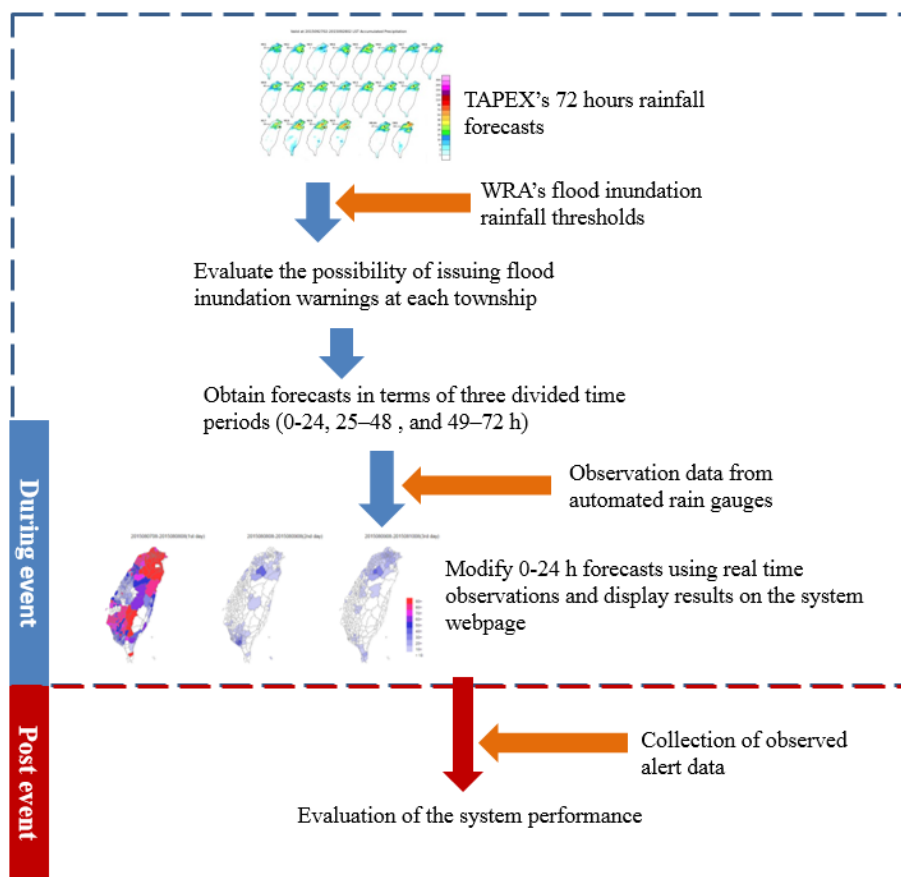 TAPEX's 72 hours rainfall
forecasts
WRA's flood inundation
rainfall thresholds
Evaluate the possibility of issuing flood
inundation warnings at each township
Obtain forecasts in terms of three divided time
periods (0-24, 25–48 , and 49–72 h)
Observation data from
automated rain gauges
During event
Modify 0-24 h forecasts using real time
observations and display results on the system
webpage
Post event
Collection of observed
alert data
Evaluation of the system performance